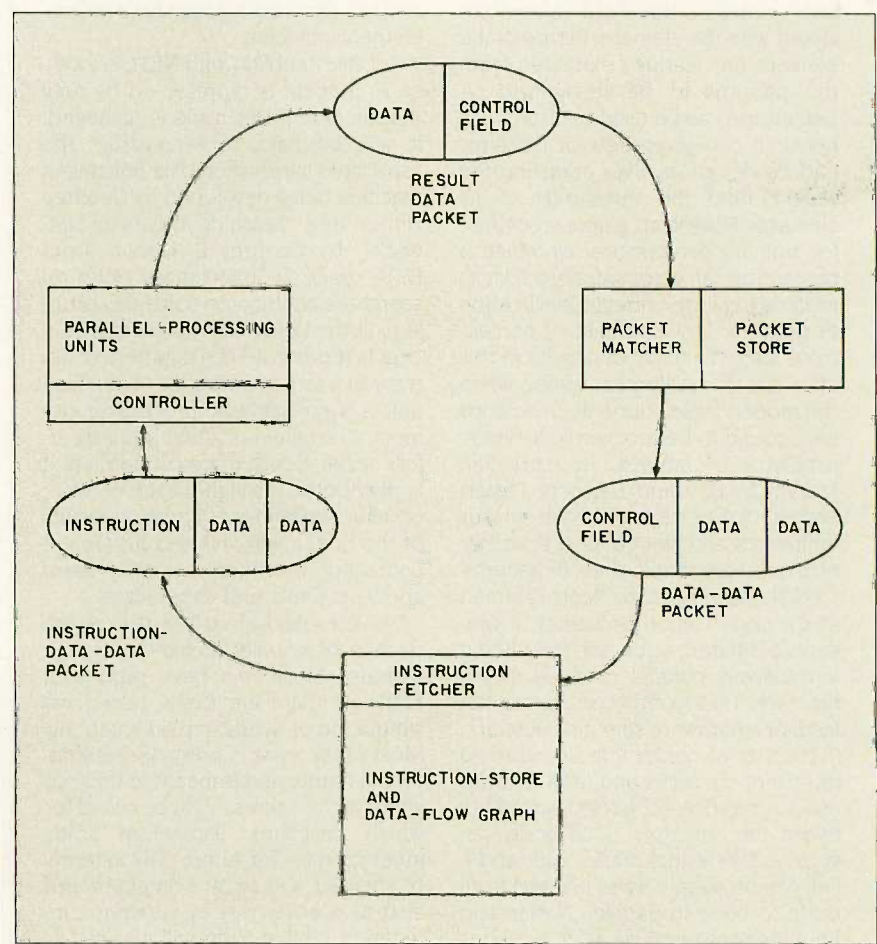 DATA
CONTROL
FIELD
RESULT
DATA
PACKET
PARALLEL-PROCESSING
UNITS
CONTROLLER
PACKET
MATCHER
PACKET
STORE
INSTRUCTION
DATA
DATA
CONTROL
FIELD
DATA
DATA
DATA-DATA
PACKET
INSTRUCTION-
DATA-DATA
PACKET
INSTRUCTION
FETCHER
INSTRUCTION-STORE
AND
DATA-FLOW GRAPH